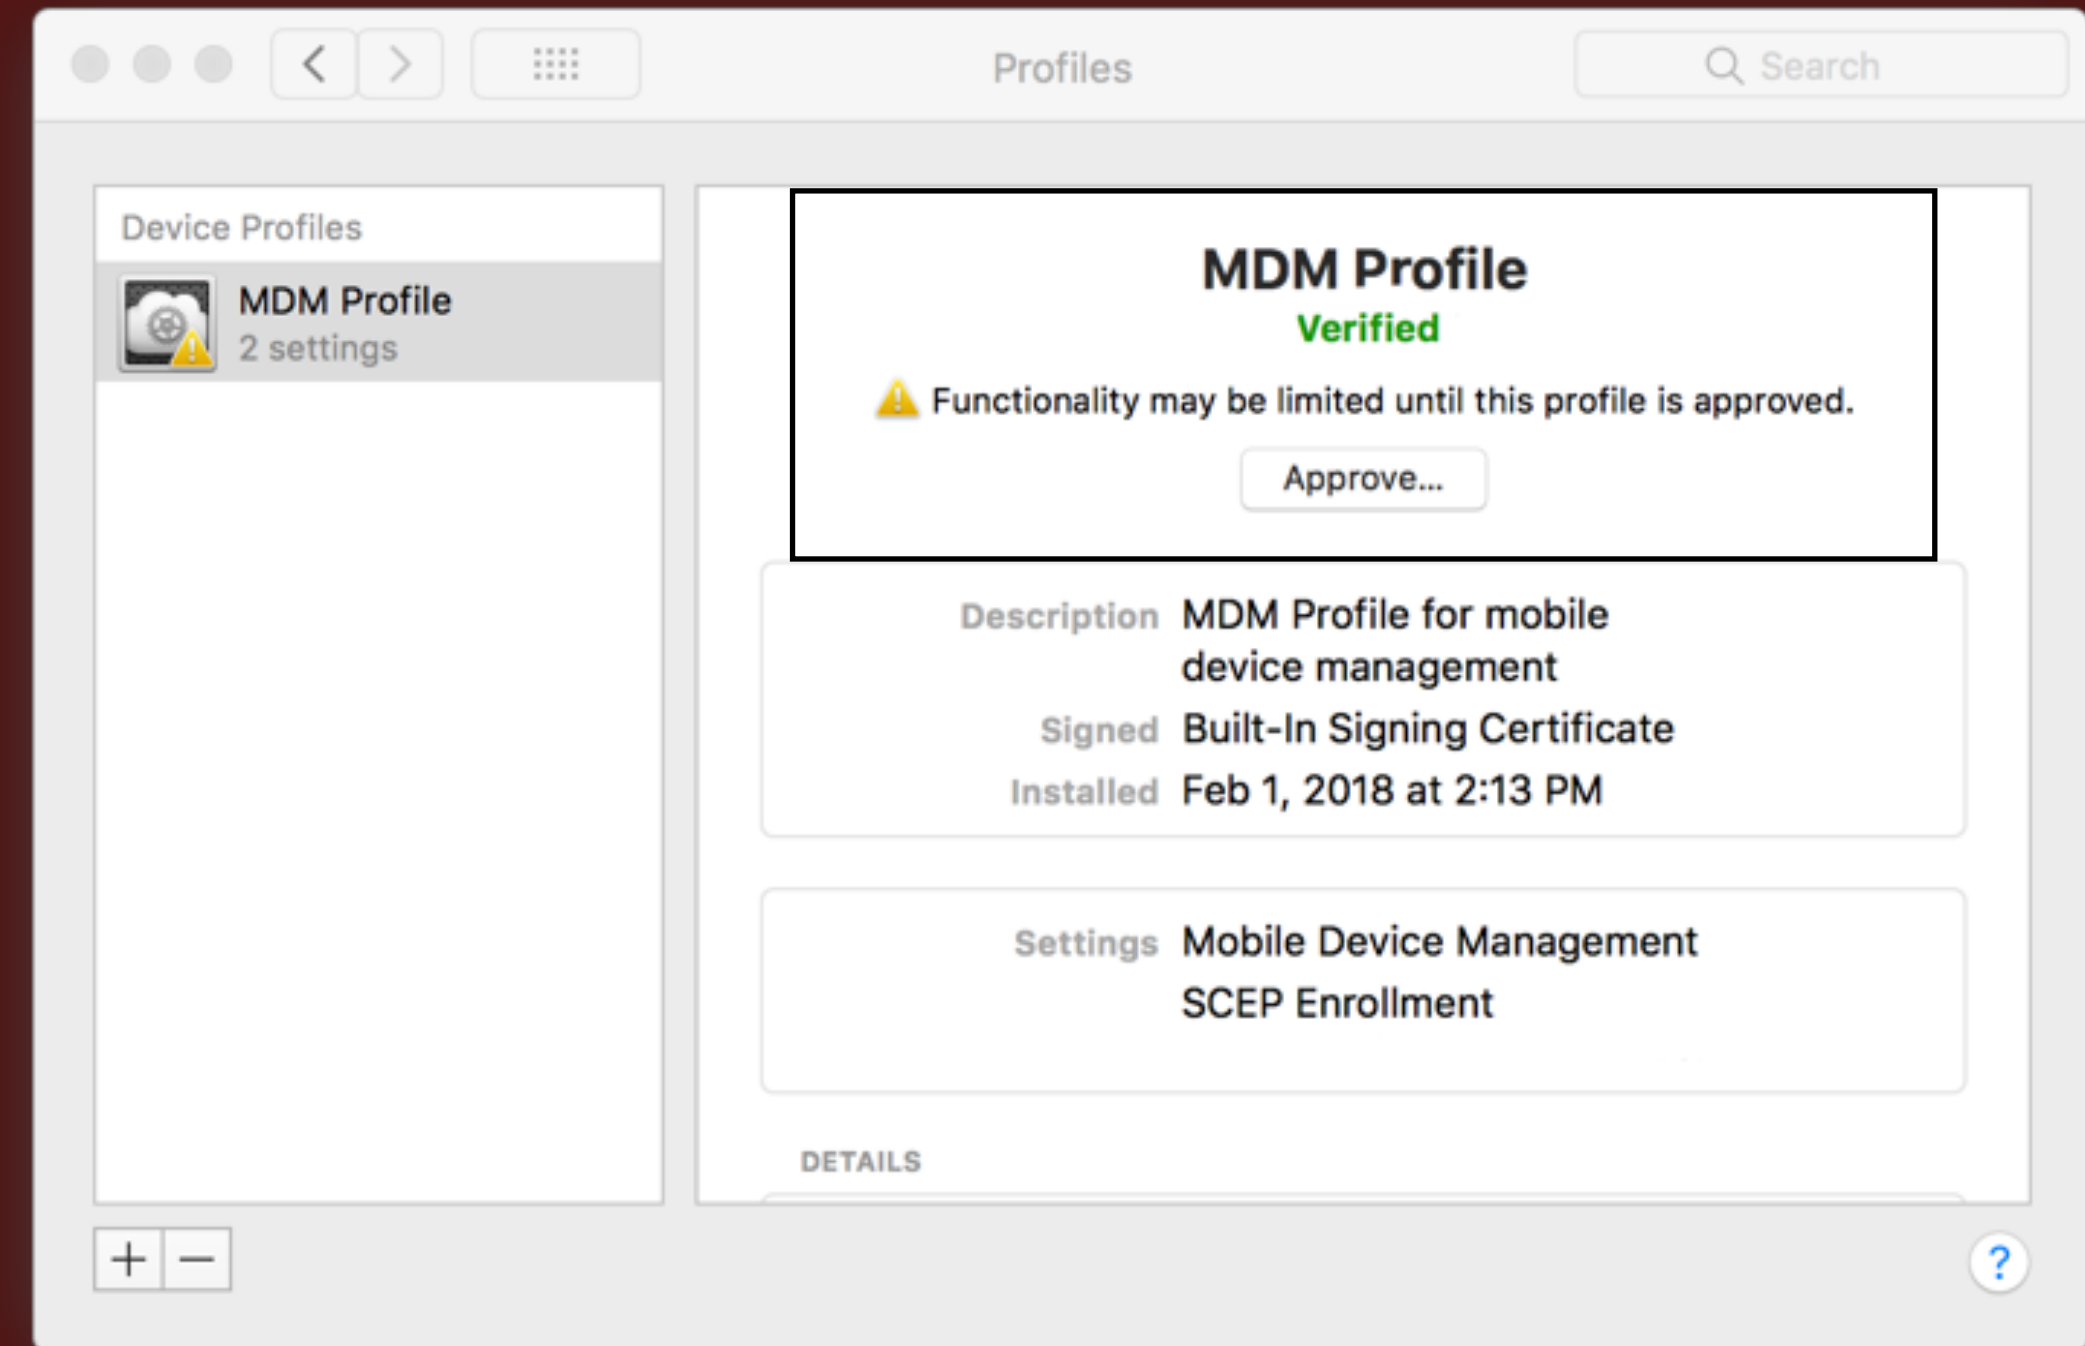 Profiles
Search
Device Profiles
MDM Profile
2 settings
MDM Profile
Verified
Functionality may be limited until this profile is approved.
Approve...
Description MDM Profile for mobile
device management
Signed Built-In Signing Certificate
Installed Feb 1, 2018 at 2:13 PM
Settings Mobile Device Management
SCEP Enrollment
DETAILS
+ −
?